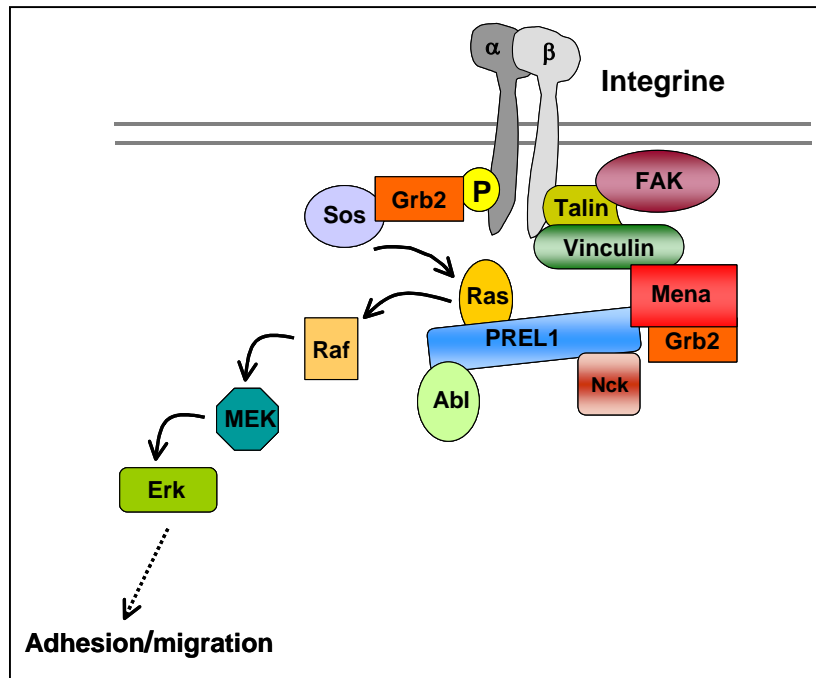 α β
Integrine
FAK
P
Grb2
Talin
Sos
Vinculin
Ras
Mena
PREL1
Grb2
Raf
Nck
Abl
MEK
Erk
Adhesion/migration